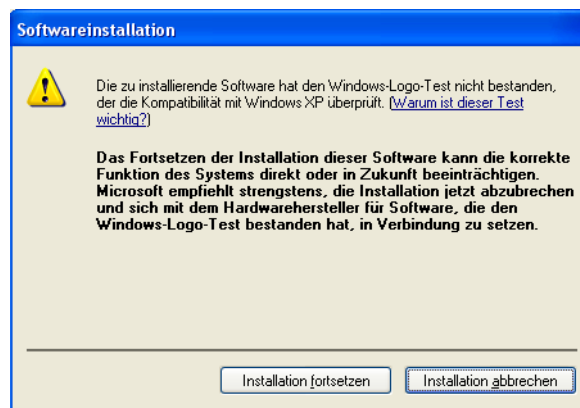 Softwareinstallation
Die zu installierende Software hat den Windows-Logo-Test nicht bestanden,
der die Kompatibilität mit Windows XP überprüft. (Warum ist dieser Test
wichtig?)
Das Fortsetzen der Installation dieser Software kann die korrekte
Funktion des Systems direkt oder in Zukunft beeinträchtigen.
Microsoft empfiehlt strengstens, die Installation jetzt abzubrechen
und sich mit dem Hardwarehersteller für Software, die den
Windows-Logo-Test bestanden hat, in Verbindung zu setzen.
Installation fortsetzen
Installation abbrechen